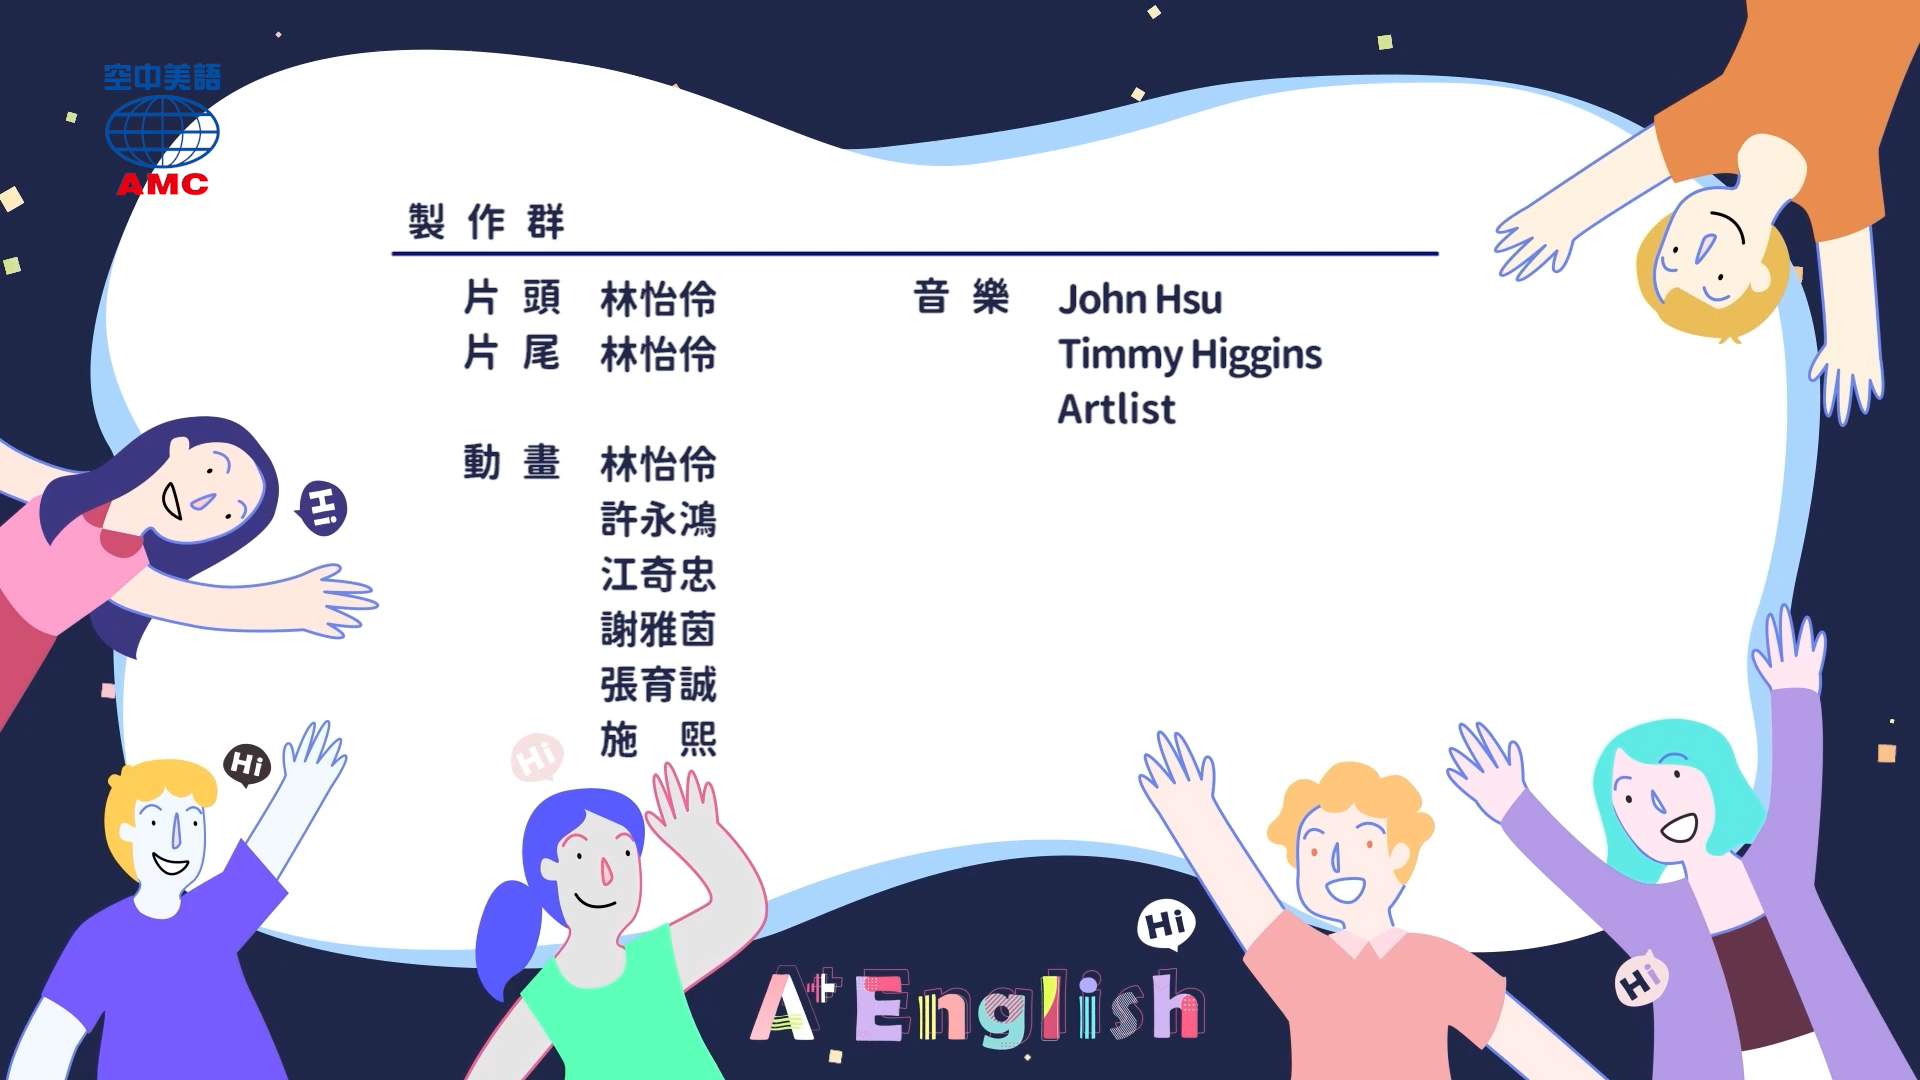 空中美語
AMC
製作群
片頭 林怡伶
片尾 林怡伶
動畫 林怡伶
許永鴻
江奇忠
謝雅茵
張育誠
施 熙
音樂 John Hsu
Timmy Higgins
Artlist
Hi
Hi
Hi
Hi
Hi
A+ English